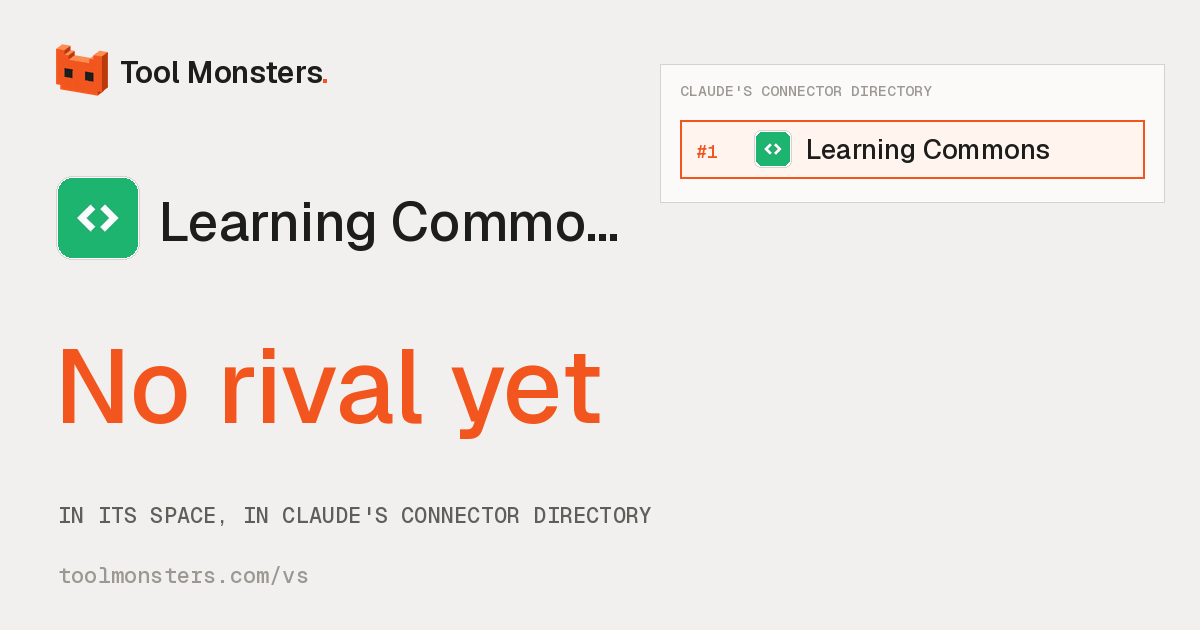 Tool Monsters.
CLAUDE'S CONNECTOR DIRECTORY
#1 Learning Commons
Learning Commo...
No rival yet
IN ITS SPACE, IN CLAUDE'S CONNECTOR DIRECTORY
toolmonsters.com/vs